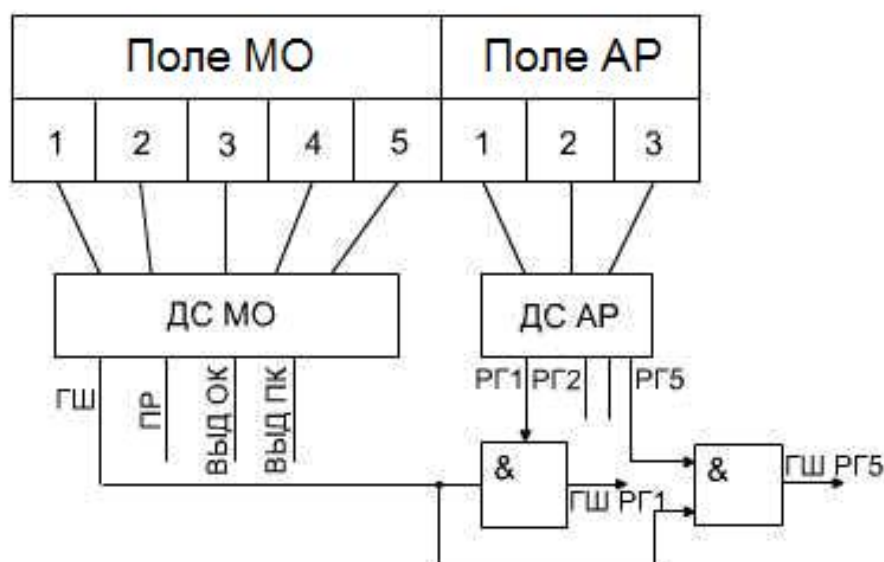 Поле МО Поле АР
1 2 3 4 5 1 2 3
ДС МО ДС АР
ГШ ПР ВЫД ОК ВЫД ПК
РГ1 РГ2 РГ5
& &
ГШ РГ1 ГШ РГ5